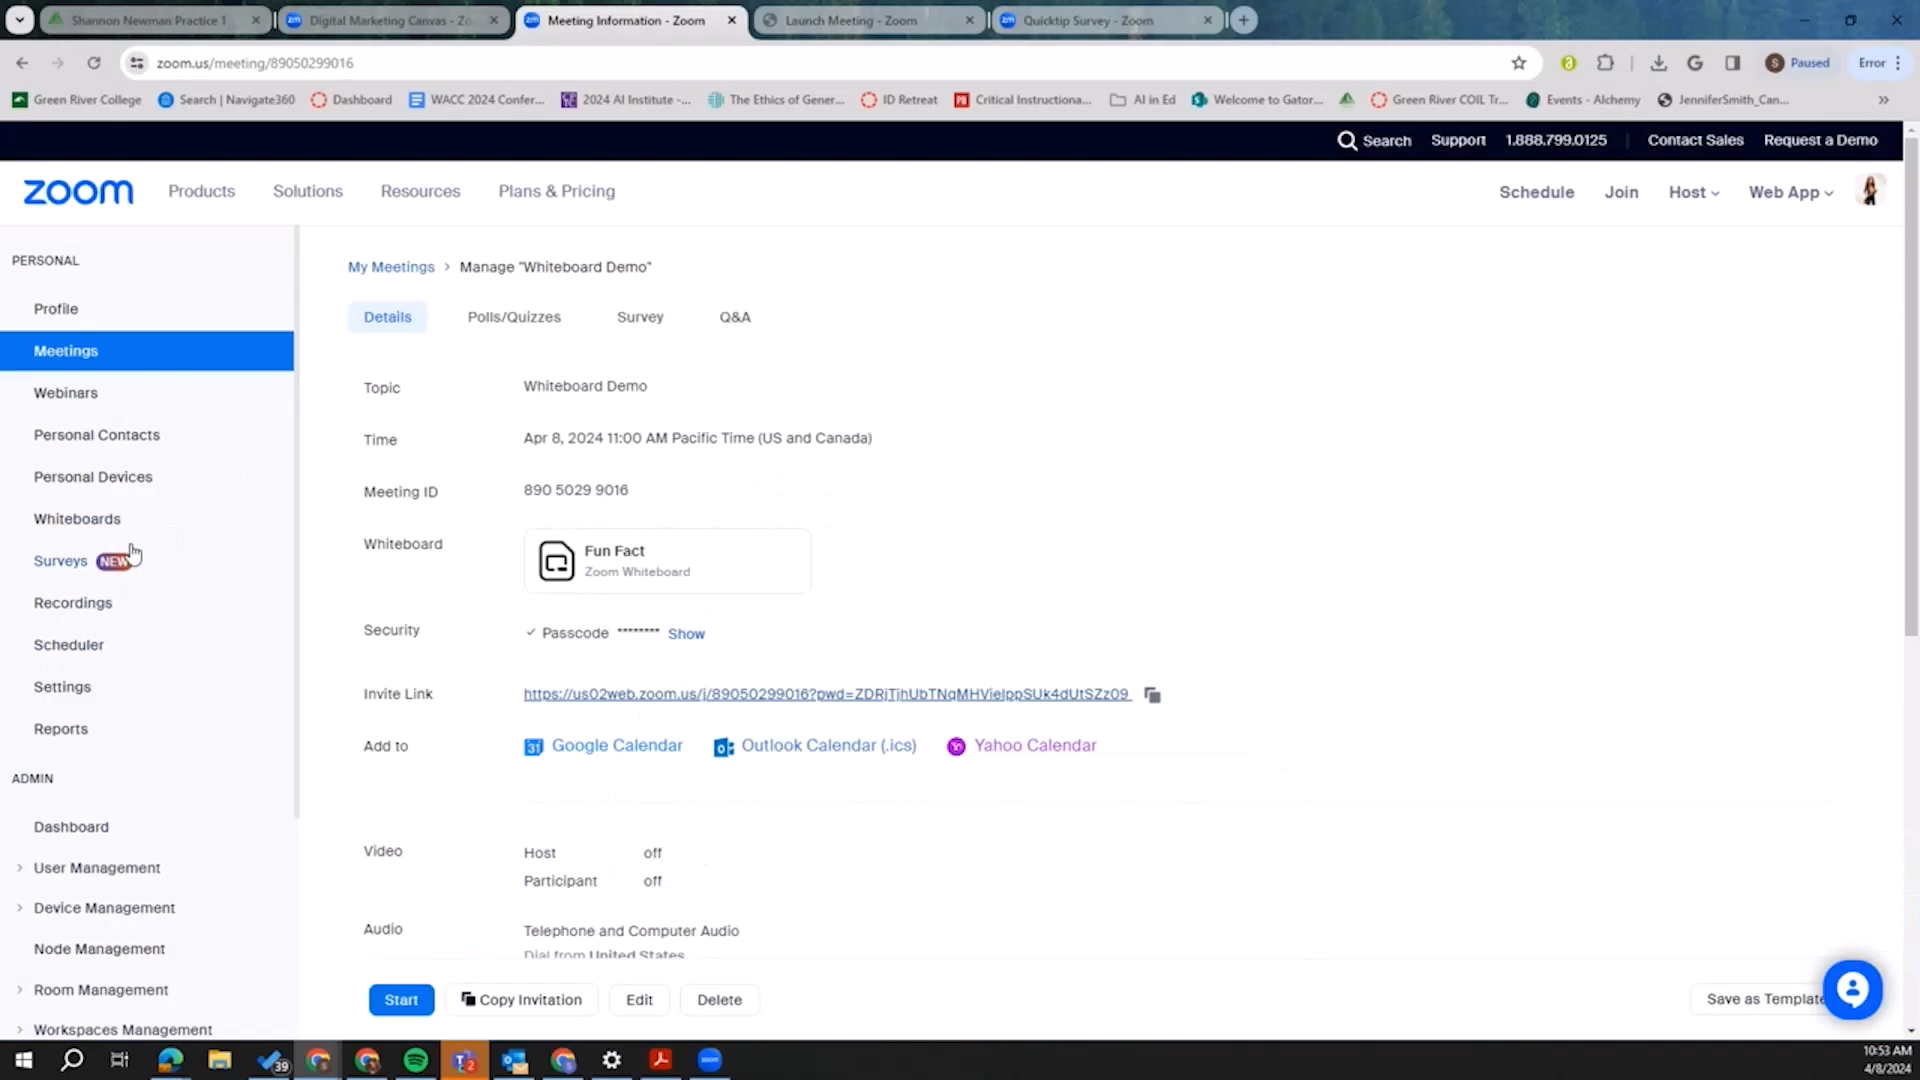 Shannon Newman Practice 1
Digital Marketing Canvas - Zo
Meeting Information - Zoom
Launch Meeting - Zoom
Quicktip Survey - Zoom
zoom.us/meeting/89050299016
Paused
Error
Green River College
Search | Navigate360
Dashboard
WACC 2024 Confer...
2024 AI Institute -...
The Ethics of Gener...
ID Retreat
Critical Instructiona...
AI in Ed
Welcome to Gator...
Green River COIL Tr...
Events - Alchemy
JenniferSmith_Can...
Search
Support
1.888.799.0125
Contact Sales
Request a Demo
zoom
Products
Solutions
Resources
Plans & Pricing
Schedule
Join
Host
Web App
PERSONAL
Profile
Meetings
Webinars
Personal Contacts
Personal Devices
Whiteboards
Surveys NEW
Recordings
Scheduler
Settings
Reports
ADMIN
Dashboard
User Management
Device Management
Node Management
Room Management
Workspaces Management
My Meetings > Manage "Whiteboard Demo"
Details
Polls/Quizzes
Survey
Q&A
Topic
Whiteboard Demo
Time
Apr 8, 2024 11:00 AM Pacific Time (US and Canada)
Meeting ID
890 5029 9016
Whiteboard
Fun Fact
Zoom Whiteboard
Security
Passcode ******** Show
Invite Link
Add to
Google Calendar
Outlook Calendar (.ics)
Yahoo Calendar
Video
Host off
Participant off
Audio
Telephone and Computer Audio
Dial from United States
Start
Copy Invitation
Edit
Delete
Save as Template
39
10:53 AM
4/8/2024